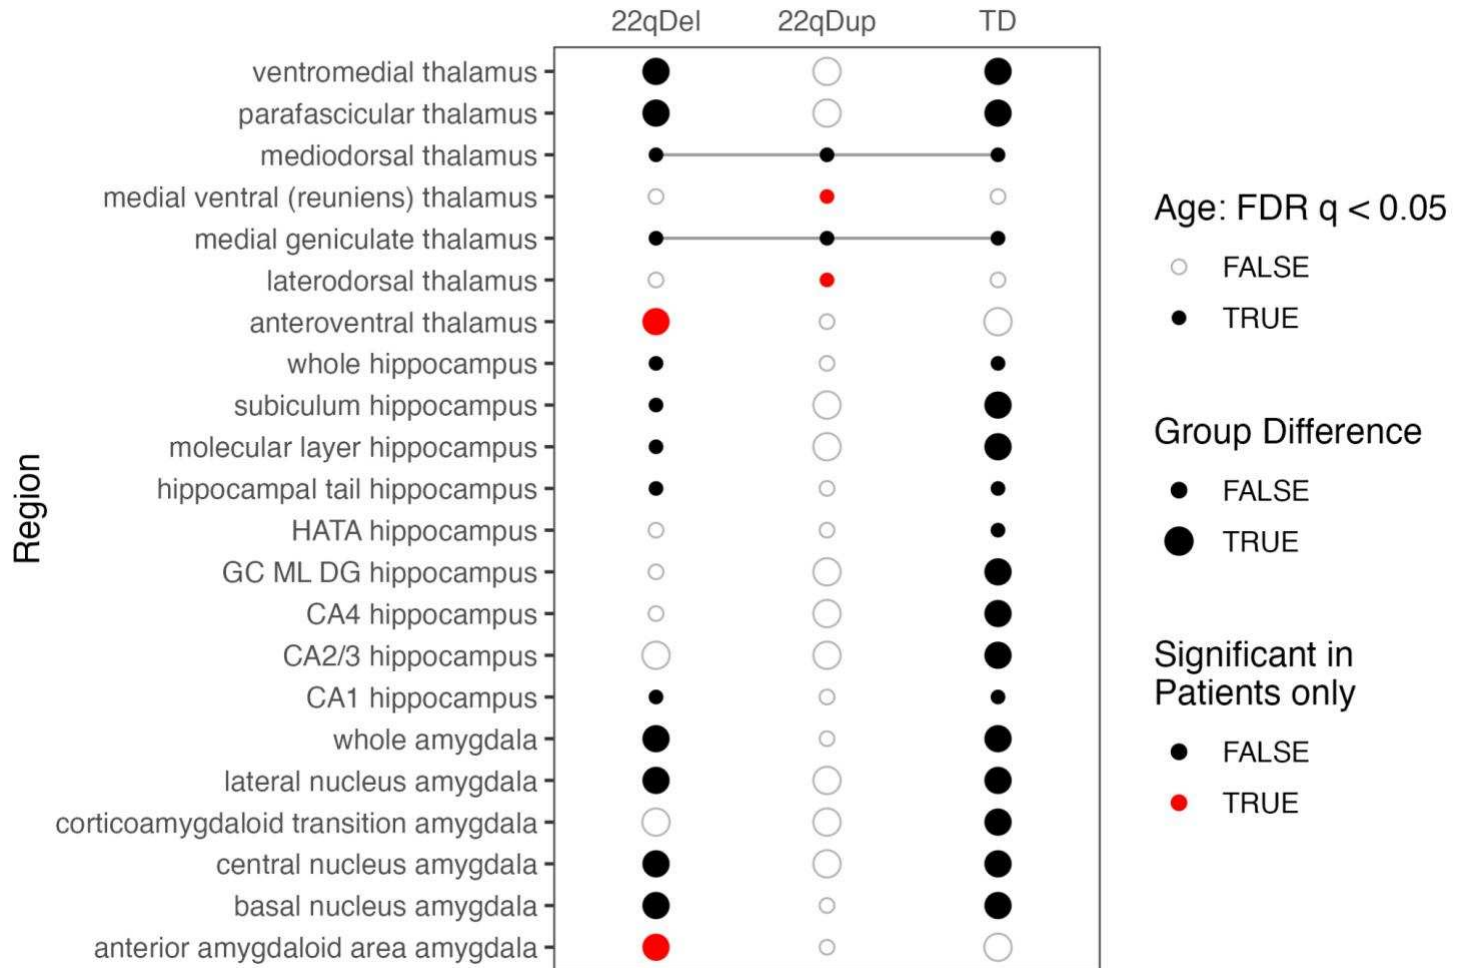 22qDel 22qDup TD
ventromedial thalamus
parafascicular thalamus
mediodorsal thalamus
medial ventral (reuniens) thalamus
medial geniculate thalamus
laterodorsal thalamus
anteroventral thalamus
whole hippocampus
subiculum hippocampus
molecular layer hippocampus
hippocampal tail hippocampus
HATA hippocampus
GC ML DG hippocampus
CA4 hippocampus
CA2/3 hippocampus
CA1 hippocampus
whole amygdala
lateral nucleus amygdala
corticoamygdaloid transition amygdala
central nucleus amygdala
basal nucleus amygdala
anterior amygdaloid area amygdala
Region
Age: FDR q < 0.05
FALSE
TRUE
Group Difference
FALSE
TRUE
Significant in
Patients only
FALSE
TRUE